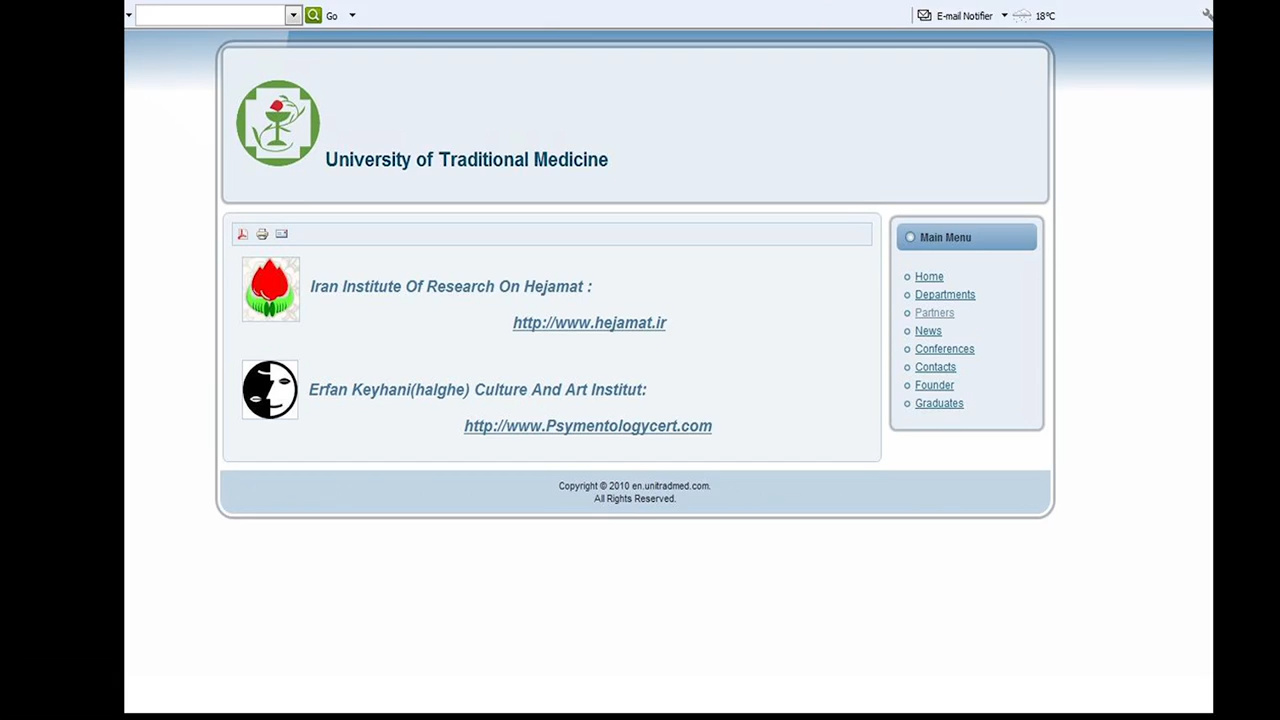 Go
E-mail Notifier
18°C
University of Traditional Medicine
Iran Institute Of Research On Hejamat :
http://www.hejamat.ir
Erfan Keyhani(halghe) Culture And Art Institut:
http://www.Psymentologycert.com
Main Menu
Home
Departments
Partners
News
Conferences
Contacts
Founder
Graduates
Copyright © 2010 en.unitradmed.com.
All Rights Reserved.